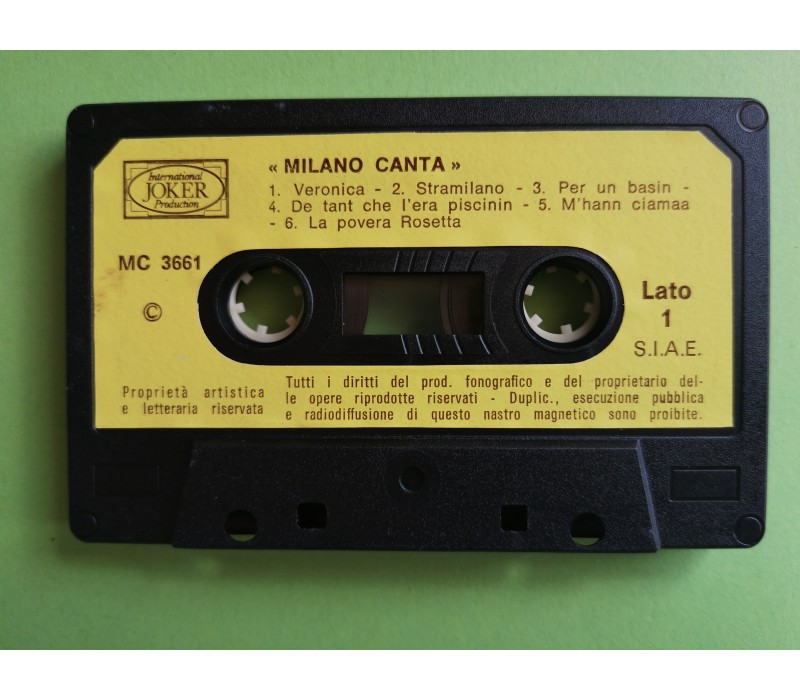 International
JOKER
Production
« MILANO CANTA »
1. Veronica - 2. Stramilano - 3. Per un basin -
4. De tant che l'era piscinin - 5. M'hann ciamaa
- 6. La povera Rosetta
MC 3661
©
Lato
1
S.I.A.E.
Proprietà artistica
e letteraria riservata
Tutti i diritti del prod. fonografico e del proprietario del-
le opere riprodotte riservati - Duplic., esecuzione pubblica
e radiodiffusione di questo nastro magnetico sono proibite.